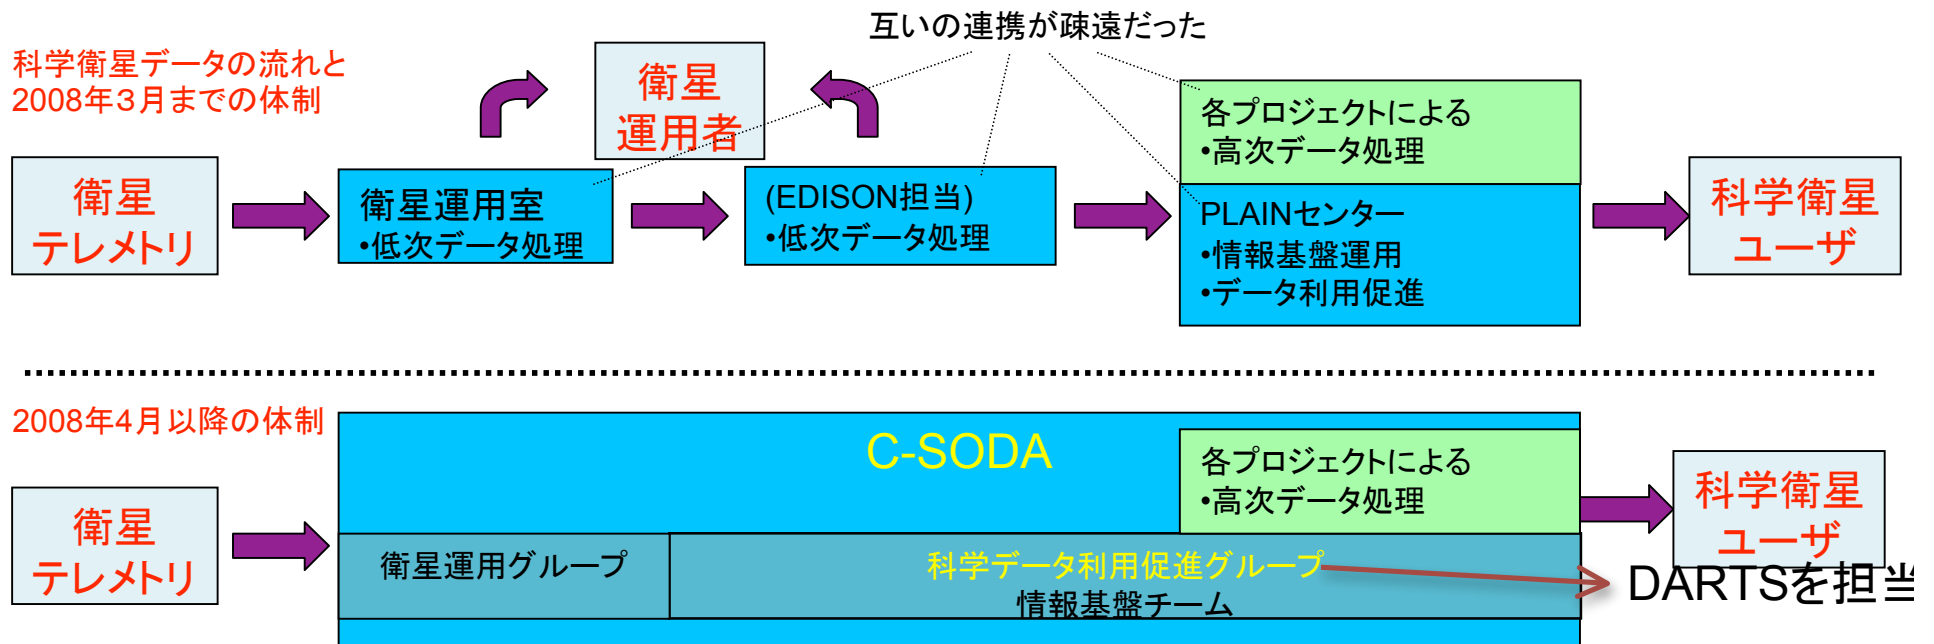 互いの連携が疎遠だった
科学衛星データの流れと
2008年３月までの体制
衛星
運用者
衛星
テレメトリ
衛星運用室
•低次データ処理
(EDISON担当)
•低次データ処理
各プロジェクトによる
•高次データ処理
PLAINセンター
•情報基盤運用
•データ利用促進
科学衛星
ユーザ
2008年4月以降の体制
衛星
テレメトリ
C-SODA
各プロジェクトによる
•高次データ処理
衛星運用グループ
科学データ利用促進グループ
情報基盤チーム
科学衛星
ユーザ
DARTSを担当